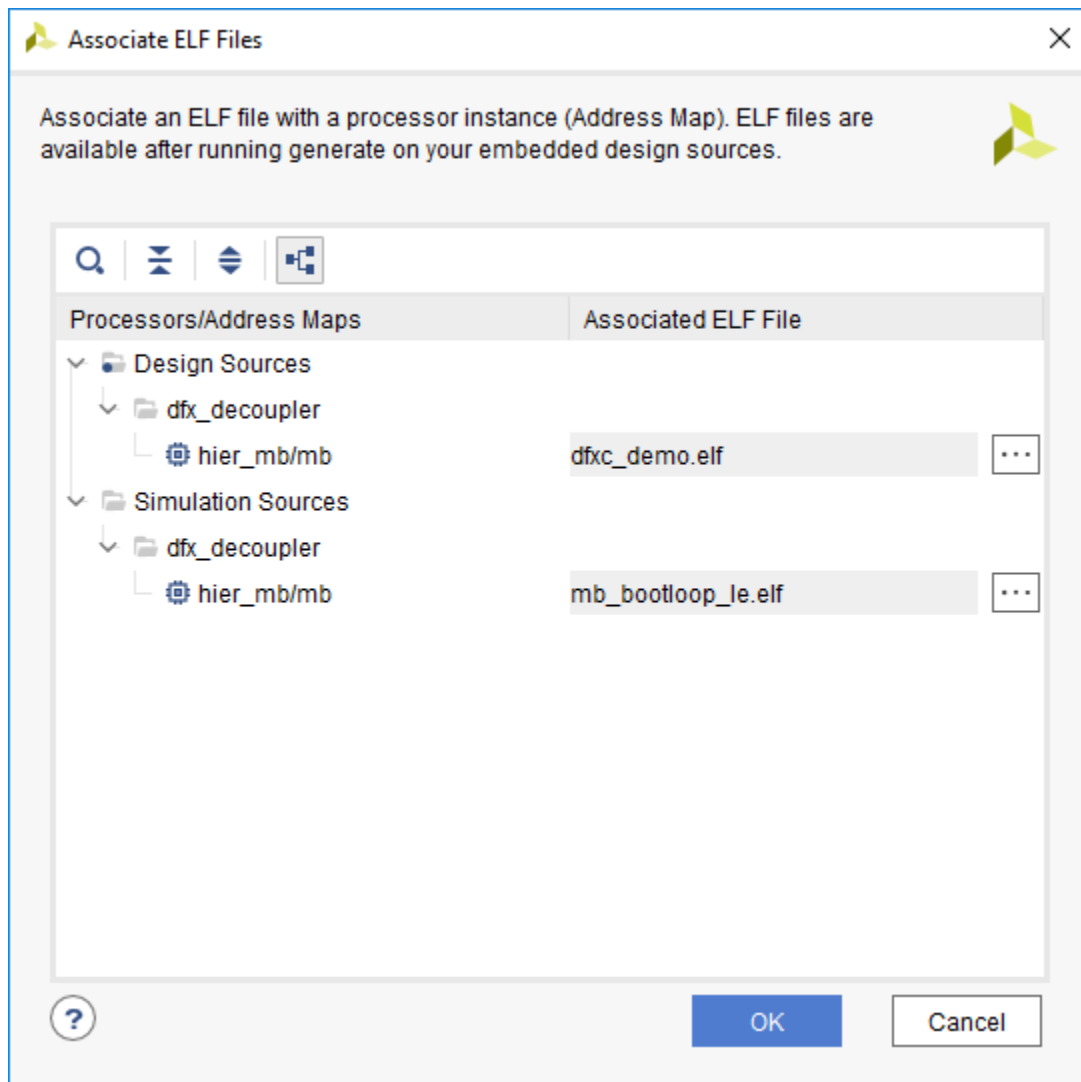 Associate ELF Files
Associate an ELF file with a processor instance (Address Map). ELF files are
available after running generate on your embedded design sources.
Processors/Address Maps Associated ELF File
Design Sources
dfx_decoupler
hier_mb/mb dfxc_demo.elf ...
Simulation Sources
dfx_decoupler
hier_mb/mb mb_bootloop_le.elf ...
? OK Cancel